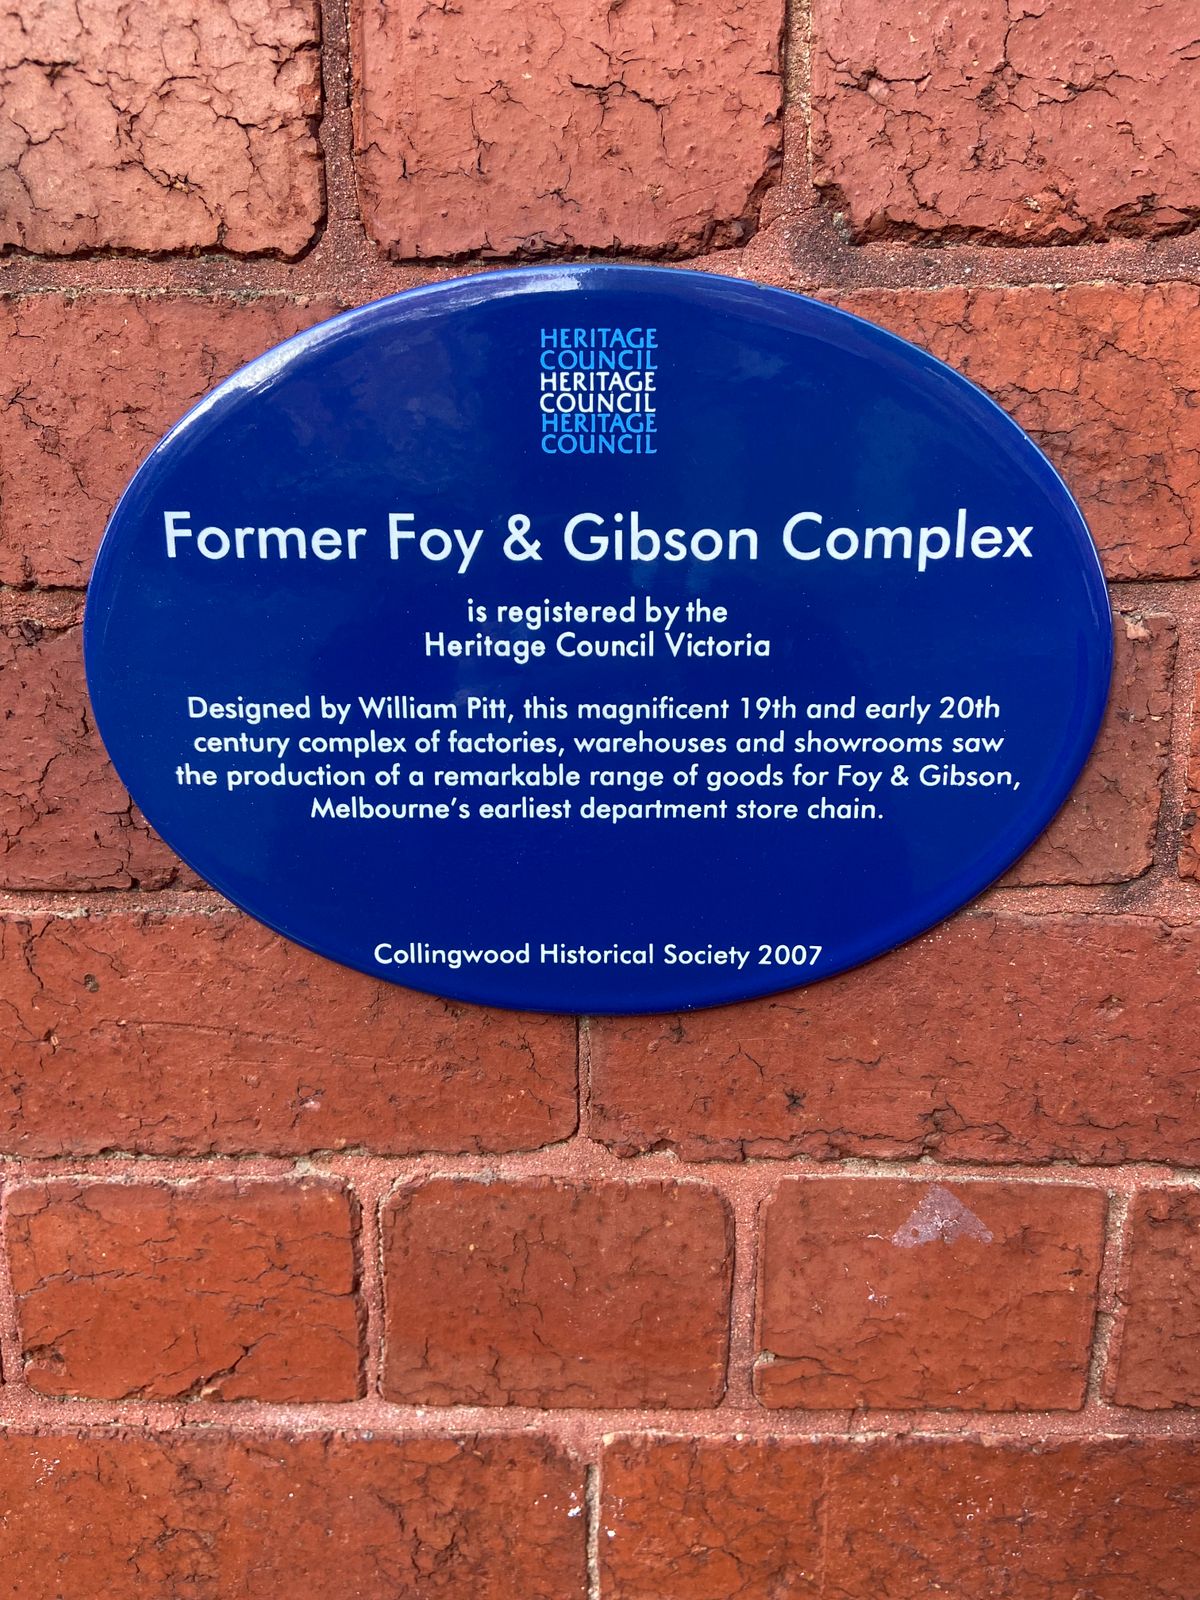 HERITAGE
COUNCIL
HERITAGE
COUNCIL
HERITAGE
COUNCIL
Former Foy & Gibson Complex
is registered by the
Heritage Council Victoria
Designed by William Pitt, this magnificent 19th and early 20th
century complex of factories, warehouses and showrooms saw
the production of a remarkable range of goods for Foy & Gibson,
Melbourne's earliest department store chain.
Collingwood Historical Society 2007